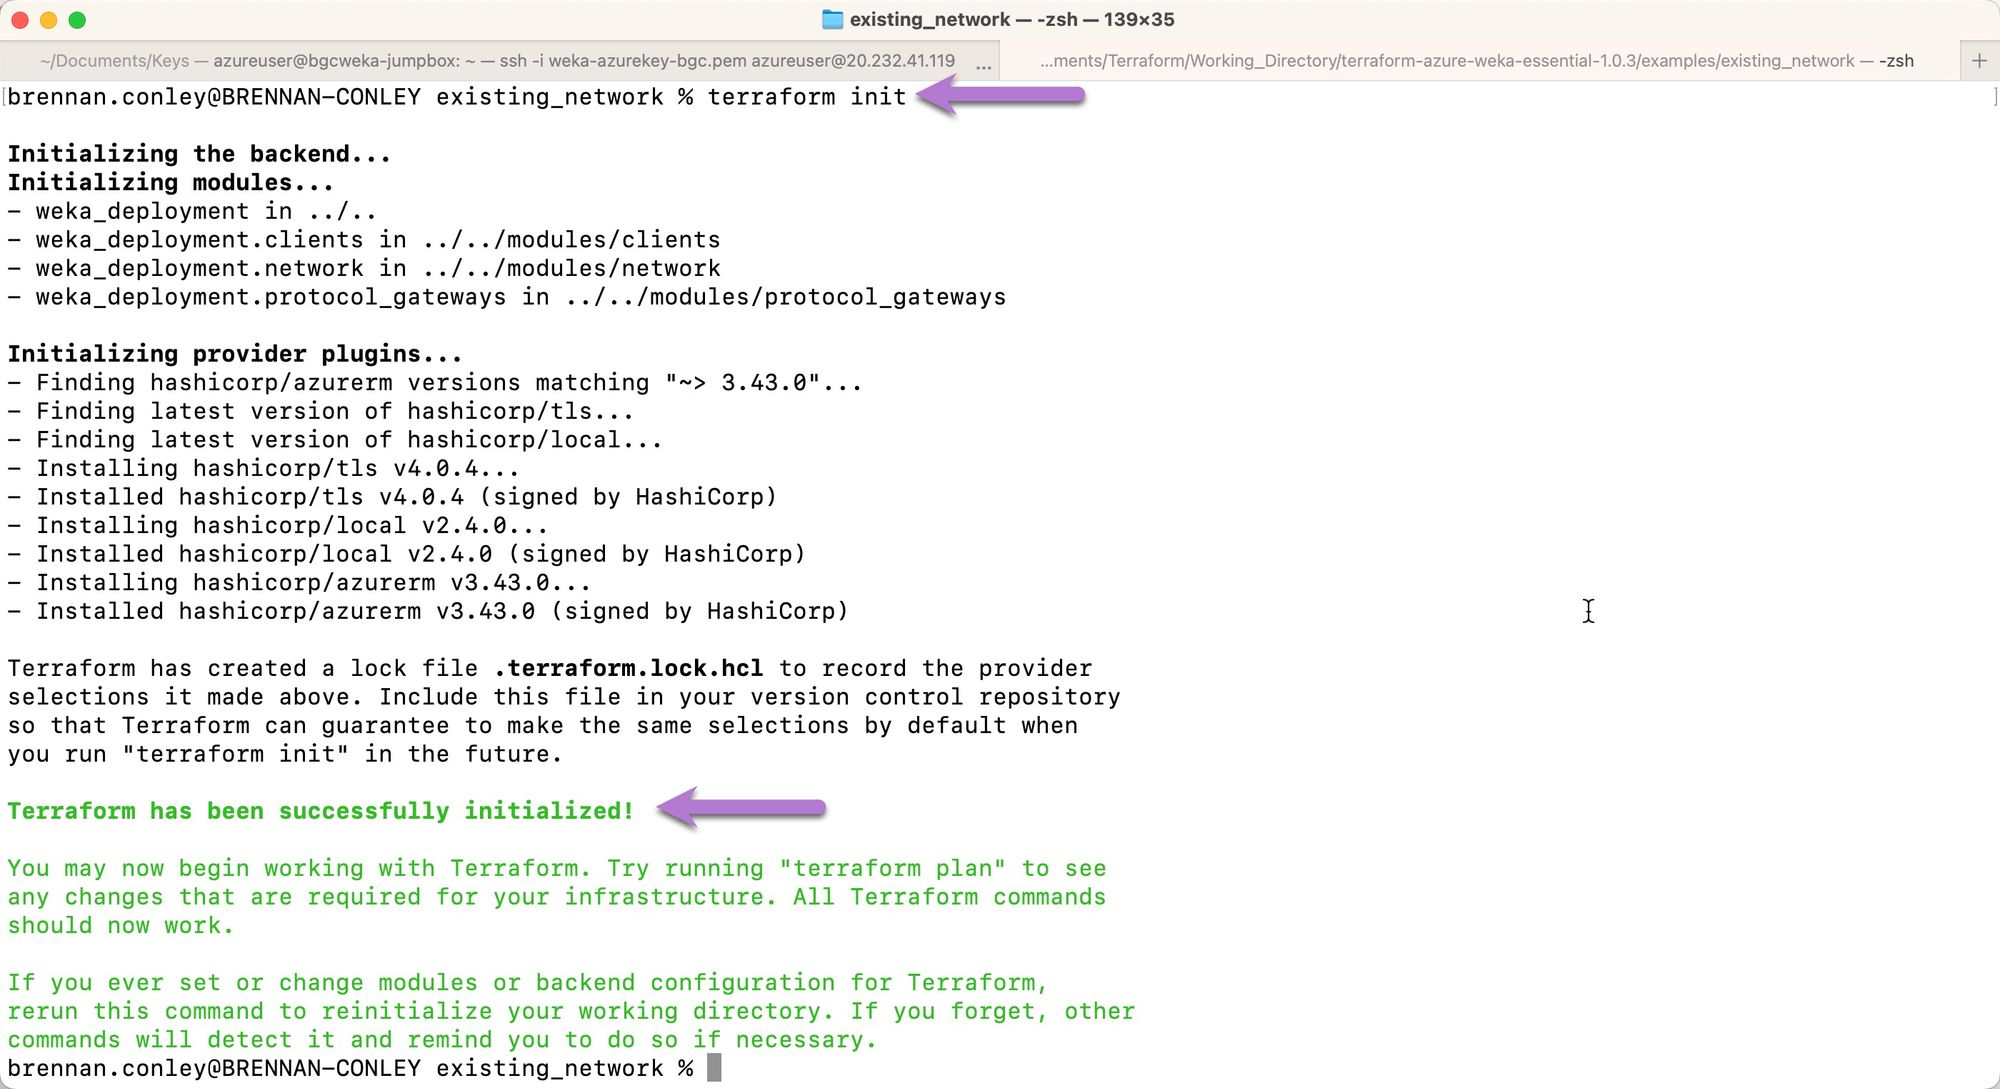 existing_network — -zsh — 139×35
~/Documents/Keys — azureuser@bgcweka-jumpbox: ~ — ssh -i weka-azurekey-bgc.pem azureuser@20.232.41.119 ...
...ments/Terraform/Working_Directory/terraform-azure-weka-essential-1.0.3/examples/existing_network — -zsh
+
[brennan.conley@BRENNAN-CONLEY existing_network % terraform init ]
Initializing the backend...
Initializing modules...
- weka_deployment in ../..
- weka_deployment.clients in ../../modules/clients
- weka_deployment.network in ../../modules/network
- weka_deployment.protocol_gateways in ../../modules/protocol_gateways
Initializing provider plugins...
- Finding hashicorp/azurerm versions matching "~> 3.43.0"...
- Finding latest version of hashicorp/tls...
- Finding latest version of hashicorp/local...
- Installing hashicorp/tls v4.0.4...
- Installed hashicorp/tls v4.0.4 (signed by HashiCorp)
- Installing hashicorp/local v2.4.0...
- Installed hashicorp/local v2.4.0 (signed by HashiCorp)
- Installing hashicorp/azurerm v3.43.0...
- Installed hashicorp/azurerm v3.43.0 (signed by HashiCorp)
Terraform has created a lock file .terraform.lock.hcl to record the provider
selections it made above. Include this file in your version control repository
so that Terraform can guarantee to make the same selections by default when
you run "terraform init" in the future.
Terraform has been successfully initialized!
You may now begin working with Terraform. Try running "terraform plan" to see
any changes that are required for your infrastructure. All Terraform commands
should now work.
If you ever set or change modules or backend configuration for Terraform,
rerun this command to reinitialize your working directory. If you forget, other
commands will detect it and remind you to do so if necessary.
brennan.conley@BRENNAN-CONLEY existing_network %